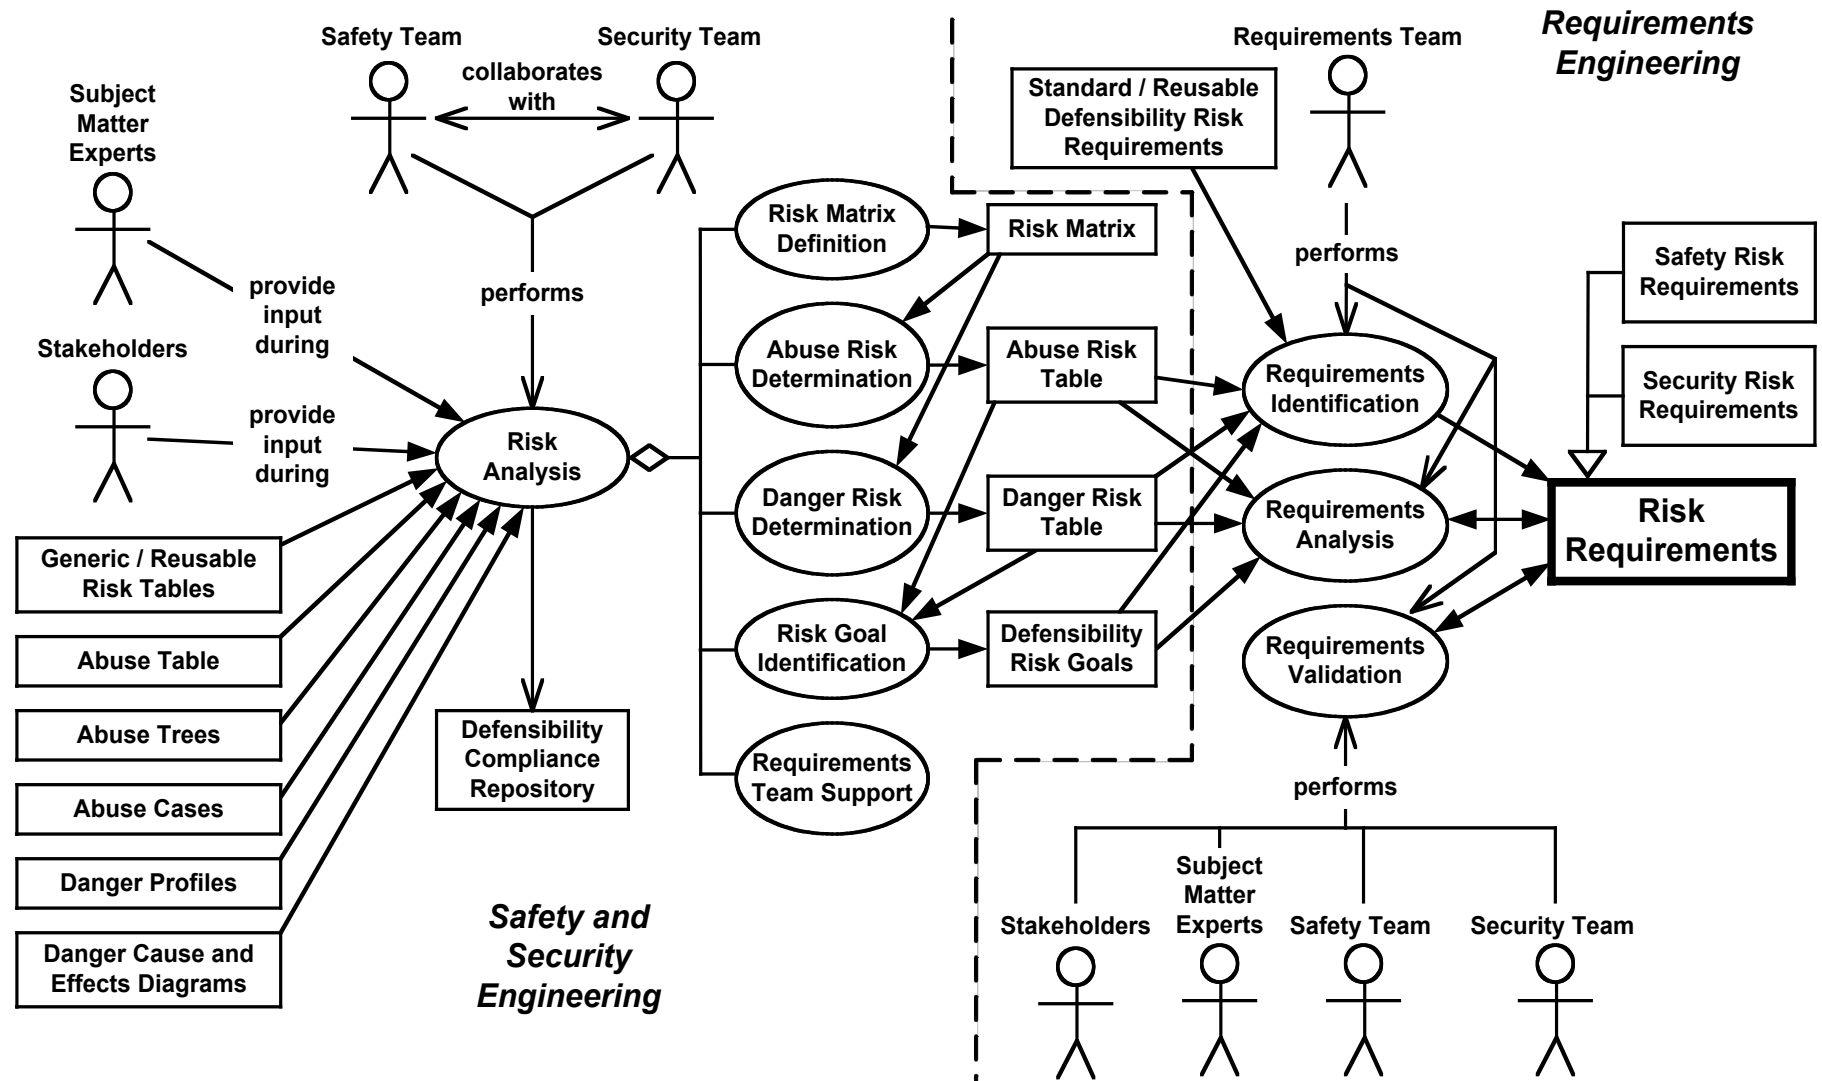 Requirements
Engineering
Safety Team
Security Team
collaborates
with
Subject
Matter
Experts
Stakeholders
provide
input
during
provide
input
during
performs
Risk
Analysis
Generic / Reusable
Risk Tables
Abuse Table
Abuse Trees
Abuse Cases
Danger Profiles
Danger Cause and
Effects Diagrams
Defensibility
Compliance
Repository
Safety and
Security
Engineering
Risk Matrix
Definition
Abuse Risk
Determination
Danger Risk
Determination
Risk Goal
Identification
Requirements
Team Support
Risk Matrix
Abuse Risk
Table
Danger Risk
Table
Defensibility
Risk Goals
Standard / Reusable
Defensibility Risk
Requirements
Requirements Team
performs
Requirements
Identification
Requirements
Analysis
Requirements
Validation
Safety Risk
Requirements
Security Risk
Requirements
Risk
Requirements
performs
Stakeholders
Subject
Matter
Experts
Safety Team
Security Team